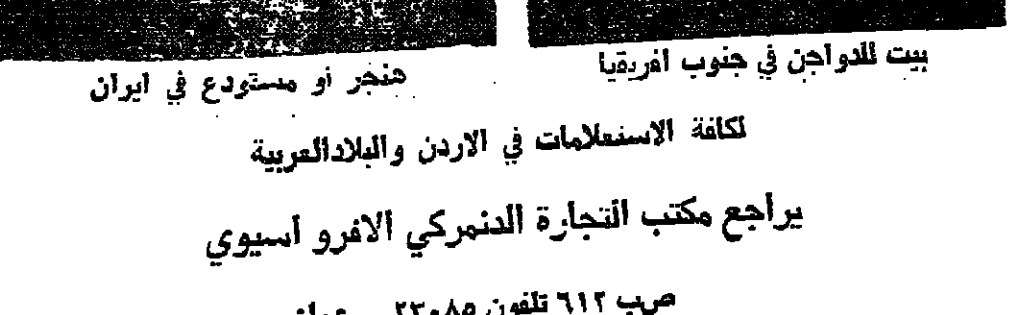 بيت للدواجن في جنوب افريقيا
هنجر أو مستودع في ايران
لكافة الاستعلامات في الاردن والبلادالعربية
يراجع مكتب التجارة الدنمركي الافرو اسيوي
ص.ب ٦١٢ تلفون ٢٣٠٨٥